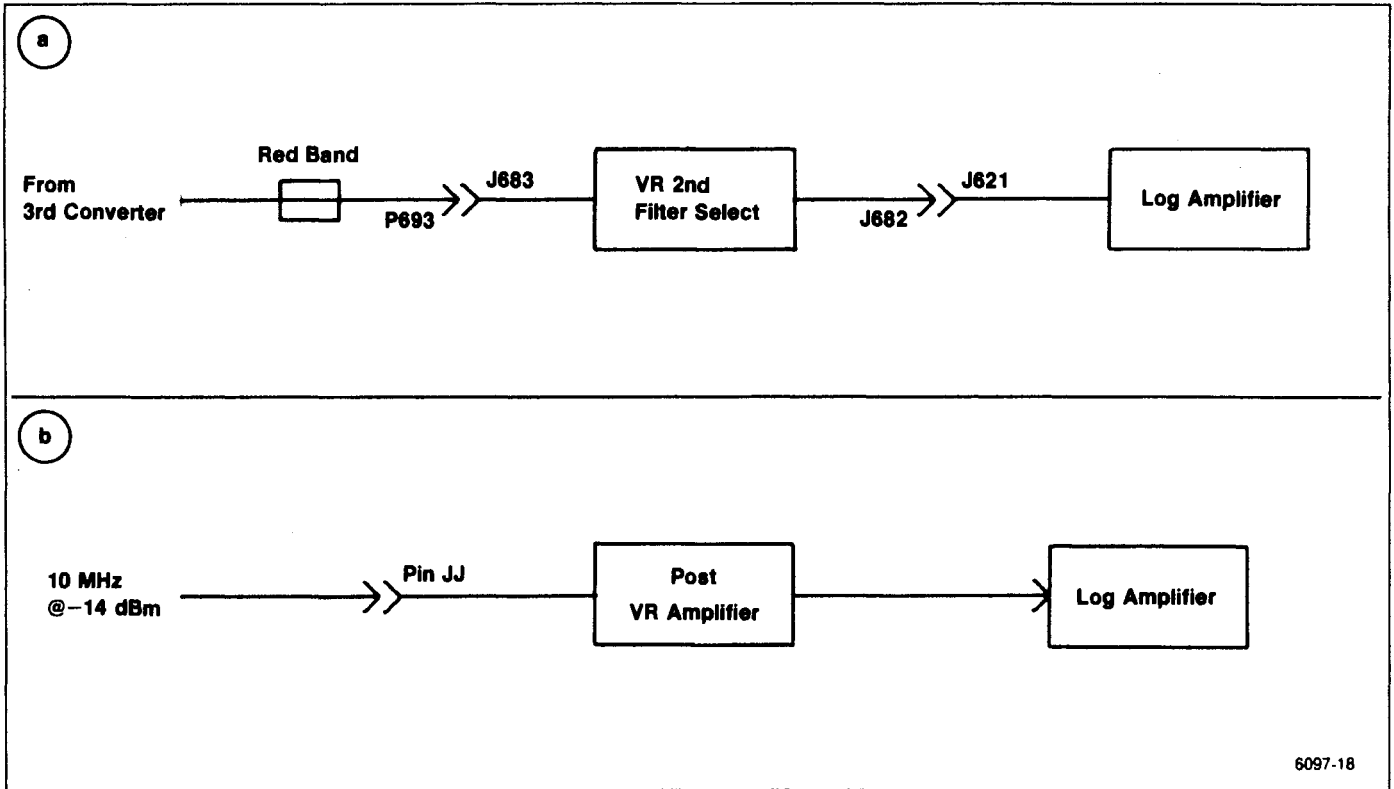 a
Red Band
From
3rd Converter
P693
J683
VR 2nd
Filter Select
J682
J621
Log Amplifier
b
10 MHz
@−14 dBm
Pin JJ
Post
VR Amplifier
Log Amplifier
6097-18